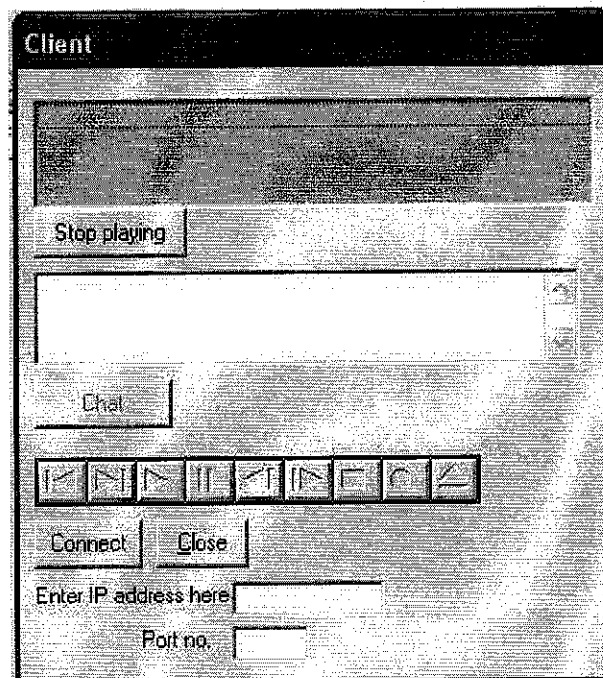 Client
Stop playing
Chat
Connect Close
Enter IP address here
Port no.